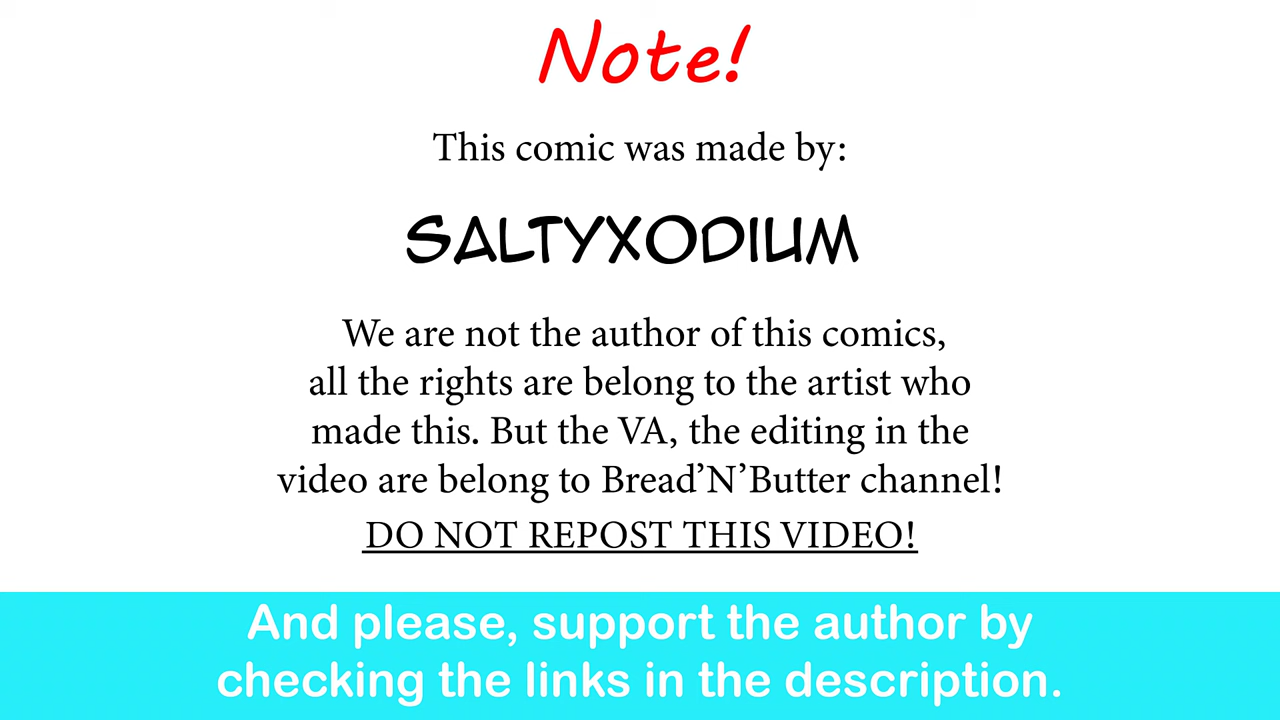 Note!
This comic was made by:
SALTYXODIUM
We are not the author of this comics,
all the rights are belong to the artist who
made this. But the VA, the editing in the
video are belong to Bread’N’Butter channel!
DO NOT REPOST THIS VIDEO!
And please, support the author by
checking the links in the description.